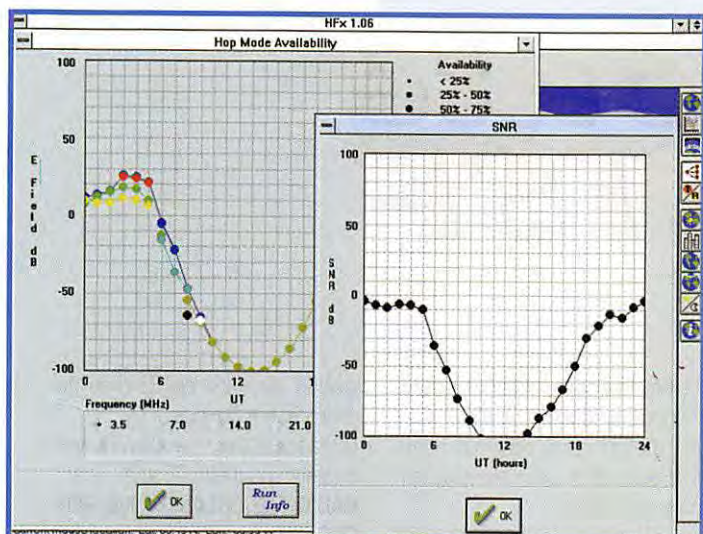 HFx 1.06
Hop Mode Availability
Availability
< 25%
25% - 50%
50% - 75%
100
50
0
-50
-100
E Field dB
0 6 12
UT
Frequency (MHz)
3.5 7.0 14.0 21.0
OK
Run Info
SNR
100
50
0
-50
-100
SNR dB
0 6 12 18 24
UT (hours)
OK